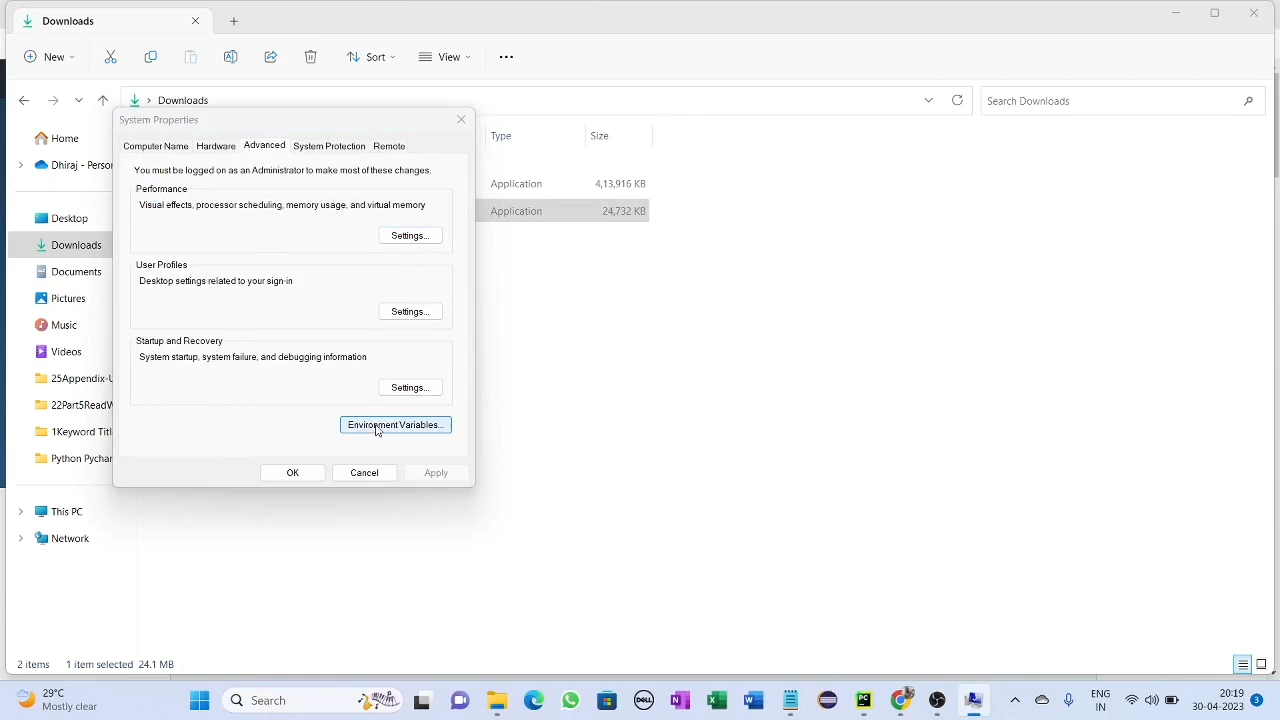 Downloads
New
Sort
View
Downloads
Search Downloads
System Properties
Home
Dhiraj - Person
Desktop
Downloads
Documents
Pictures
Music
Videos
25Appendix-U
22Part5ReadW
1Keyword Titl
Python Pychar
This PC
Network
Computer Name Hardware Advanced System Protection Remote
You must be logged on as an Administrator to make most of these changes.
Performance
Visual effects, processor scheduling, memory usage, and virtual memory
Settings...
User Profiles
Desktop settings related to your sign-in
Settings...
Startup and Recovery
System startup, system failure, and debugging information
Settings...
Environment Variables...
OK Cancel Apply
Type Size
Application 4,13,916 KB
Application 24,732 KB
2 items 1 item selected 24.1 MB
29°C
Mostly clear
Search
DELL
N
X
W
PC
ENG
IN
20:19
30-04-2023
3